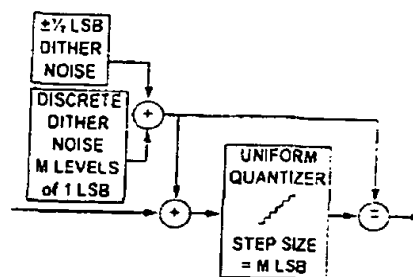 ±½ LSB
DITHER
NOISE
DISCRETE
DITHER
NOISE
M LEVELS
of 1 LSB
+
+
UNIFORM
QUANTIZER
STEP SIZE
= M LSB
=